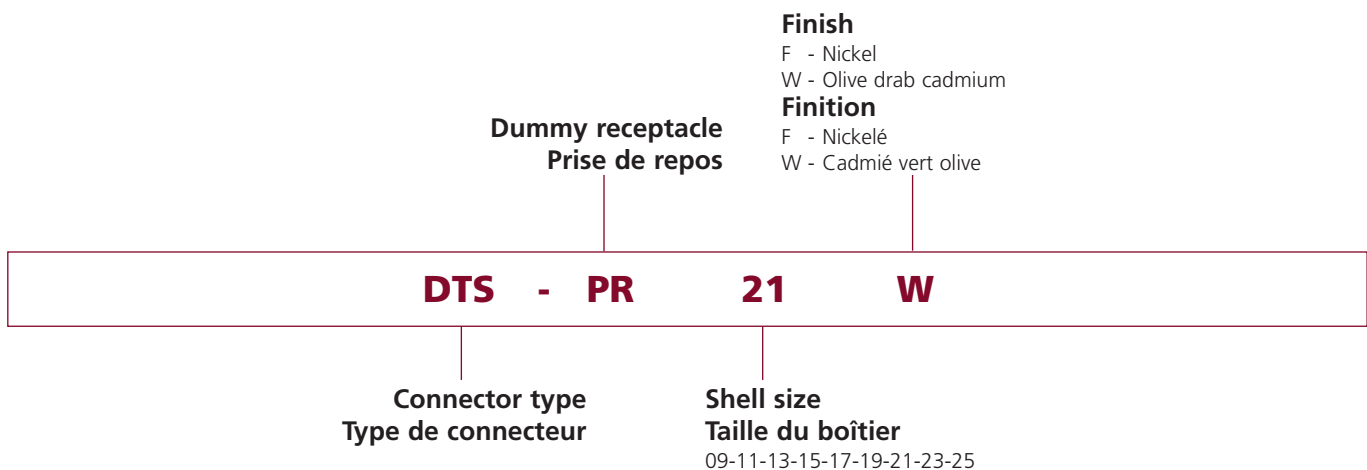 Finish
F - Nickel
W - Olive drab cadmium
Finition
F - Nickelé
W - Cadmié vert olive
Dummy receptacle
Prise de repos
DTS - PR 21 W
Connector type
Type de connecteur
Shell size
Taille du boîtier
09-11-13-15-17-19-21-23-25